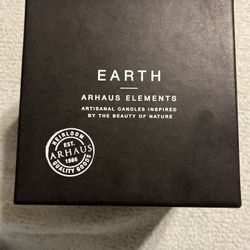 EARTH
ARHAUS ELEMENTS
ARTISANAL CANDLES INSPIRED
BY THE BEAUTY OF NATURE
HEIRLOOM
EST.
ARHAUS
1986
QUALITY GOODS